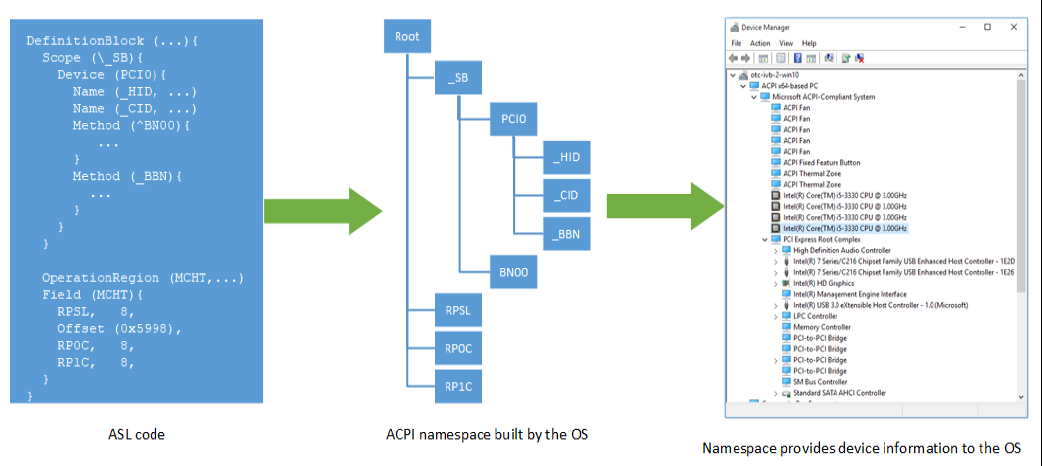 DefinitionBlock (...){
Scope (\_SB){
Device (PCI0){
Name (_HID, ...)
Name (_CID, ...)
Method (^BN00){
...
}
Method (_BBN){
...
}
}
}
OperationRegion (MCHT,...)
Field (MCHT){
RPSL, 8,
Offset (0x5998),
RP0C, 8,
RP1C, 8,
}
}
ASL code
Root
_SB
PCI0
_HID
_CID
_BBN
BN00
RPSL
RP0C
RP1C
ACPI namespace built by the OS
Device Manager
File Action View Help
otc-ivb-2-win10
ACPI x64-based PC
Microsoft ACPI-Compliant System
ACPI Fan
ACPI Fan
ACPI Fan
ACPI Fan
ACPI Fan
ACPI Fixed Feature Button
ACPI Thermal Zone
ACPI Thermal Zone
Intel(R) Core(TM) i5-3330 CPU @ 3.00GHz
Intel(R) Core(TM) i5-3330 CPU @ 3.00GHz
Intel(R) Core(TM) i5-3330 CPU @ 3.00GHz
Intel(R) Core(TM) i5-3330 CPU @ 3.00GHz
PCI Express Root Complex
High Definition Audio Controller
Intel(R) 7 Series/C216 Chipset Family USB Enhanced Host Controller - 1E2D
Intel(R) 7 Series/C216 Chipset Family USB Enhanced Host Controller - 1E26
Intel(R) HD Graphics
Intel(R) Management Engine Interface
Intel(R) USB 3.0 eXtensible Host Controller - 1.0 (Microsoft)
LPC Controller
Memory Controller
PCI-to-PCI Bridge
PCI-to-PCI Bridge
PCI-to-PCI Bridge
PCI-to-PCI Bridge
SM Bus Controller
Standard SATA AHCI Controller
Namespace provides device information to the OS